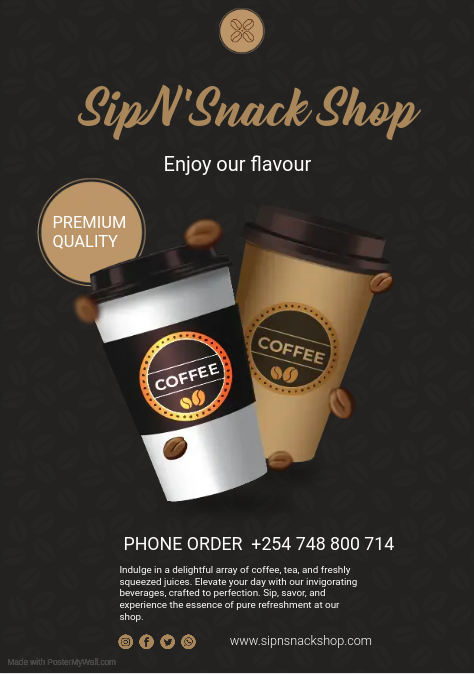 SipN'Snack Shop
Enjoy our flavour
PREMIUM
QUALITY
COFFEE
COFFEE
PHONE ORDER +254 748 800 714
Indulge in a delightful array of coffee, tea, and freshly
squeezed juices. Elevate your day with our invigorating
beverages, crafted to perfection. Sip, savor, and
experience the essence of pure refreshment at our
shop.
www.sipnsnackshop.com
Made with PosterMyWall.com